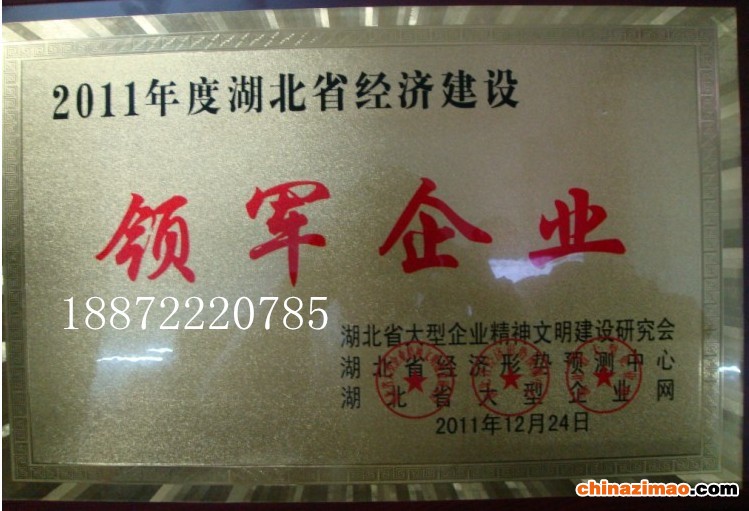 2011年度湖北省经济建设
领军企业
18872220785
湖北省大型企业精神文明建设研究会
湖北省经济形势预测中心
湖北省大型企业网
2011年12月24日
chinazimao.com